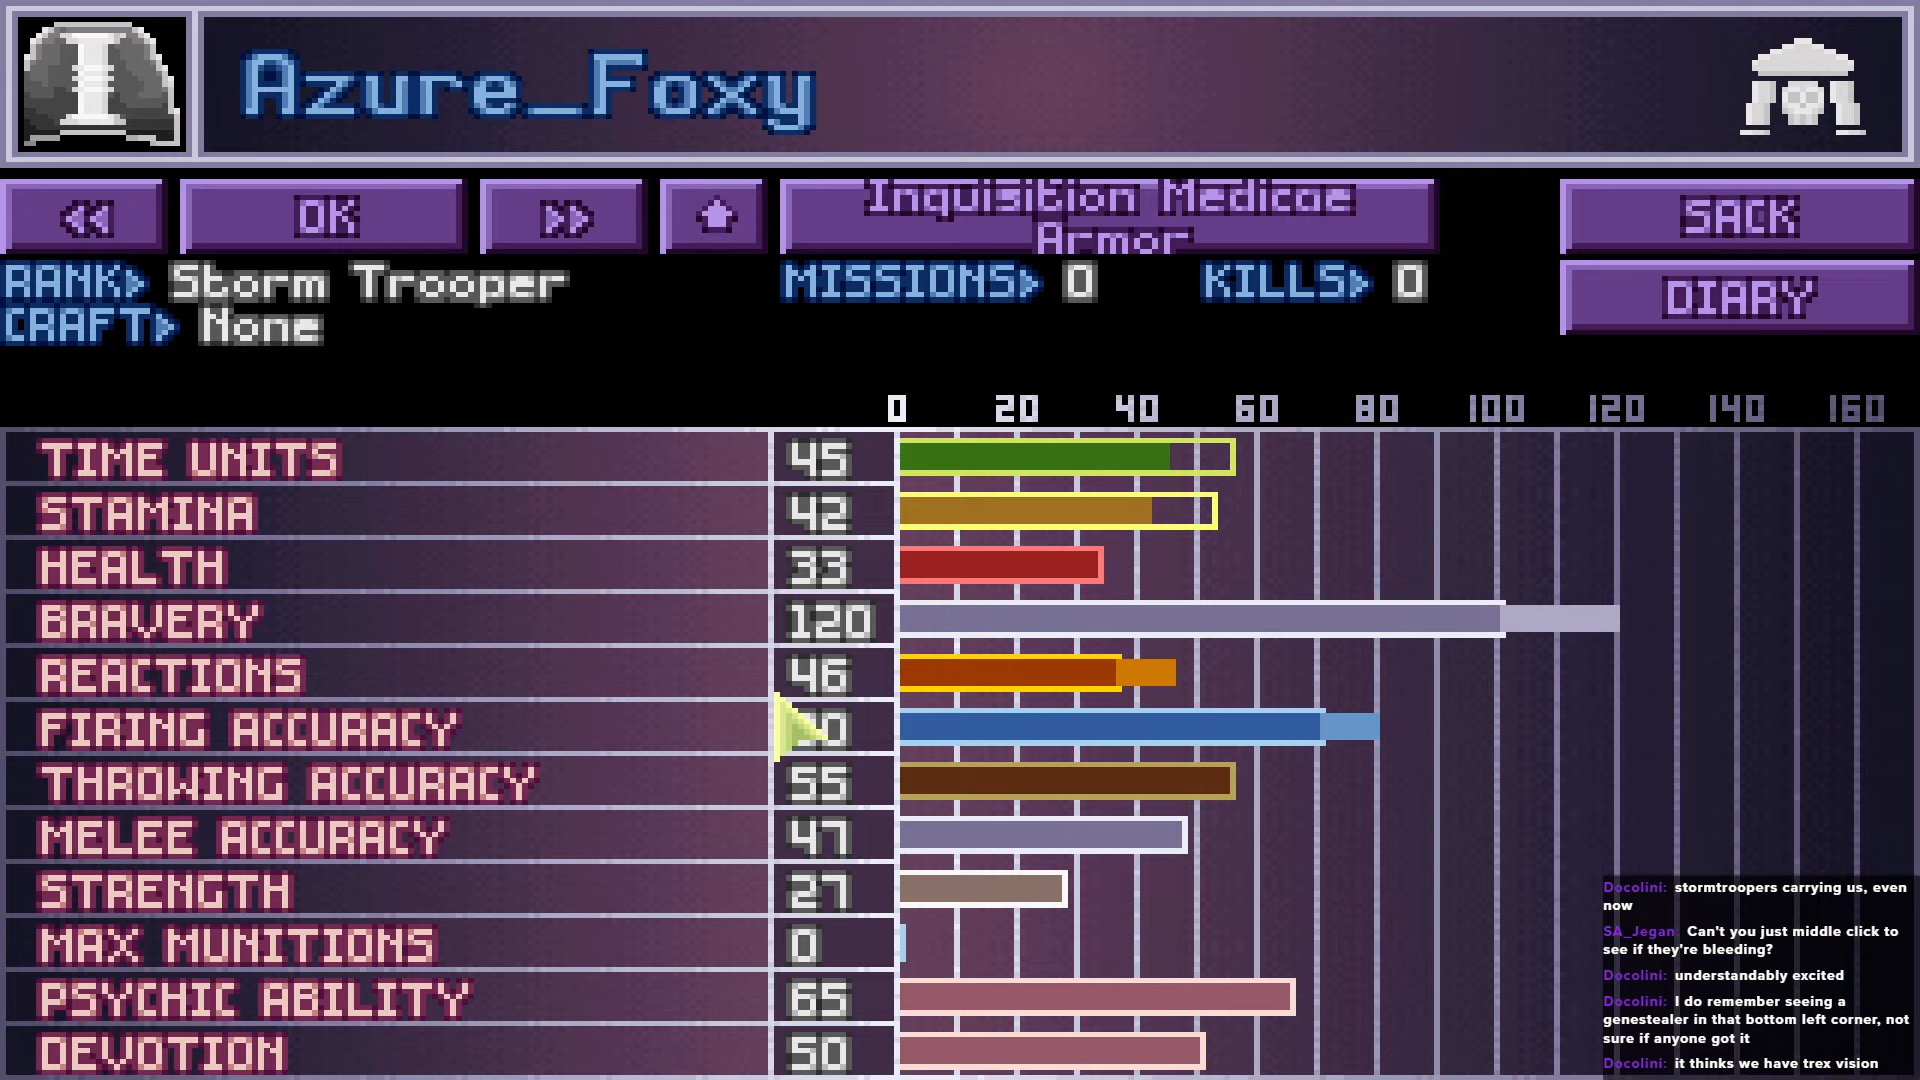 Azure_Foxy
OK
Inquisition Medicae
Armor
SACK
RANK Storm Trooper
MISSIONS 0
KILLS 0
DIARY
CRAFT None
0 20 40 60 80 100 120 140 160
TIME UNITS 45
STAMINA 42
HEALTH 33
BRAVERY 120
REACTIONS 46
FIRING ACCURACY
THROWING ACCURACY 55
MELEE ACCURACY 47
STRENGTH 27
MAX MUNITIONS 0
PSYCHIC ABILITY 65
DEVOTION 50
Docolini: stormtroopers carrying us, even
now
SA_Jegan: Can't you just middle click to
see if they're bleeding?
Docolini: understandably excited
Docolini: I do remember seeing a
genestealer in that bottom left corner, not
sure if anyone got it
Docolini: it thinks we have trex vision